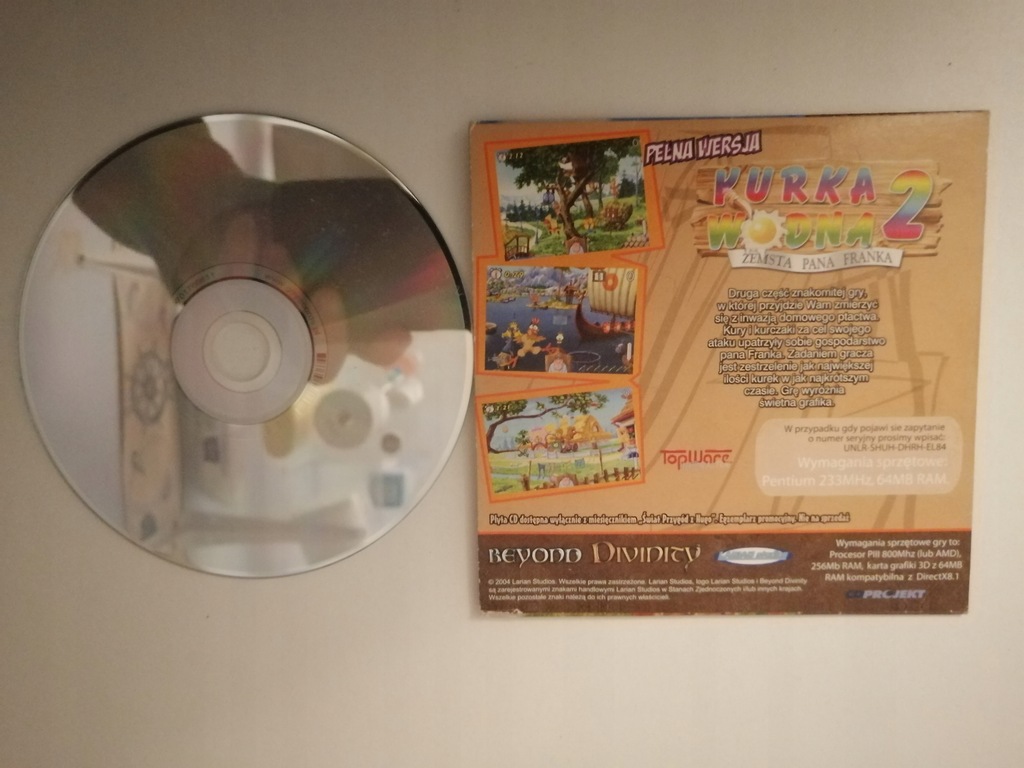 PEŁNA WERSJA
KURKA
WODNA 2
ZEMSTA PANA FRANKA
Druga część znakomitej gry,
w której przyjdzie Wam zmierzyć
się z inwazją domowego ptactwa.
Kury i kurczaki za cel swojego
ataku upatrzyły sobie gospodarstwo
pana Franka. Zadaniem gracza
jest zestrzelenie jak największej
ilości kurek w jak najkrótszym
czasie. Grę wyróżnia
świetna grafika.
W przypadku gdy pojawi sie zapytanie
o numer seryjny prosimy wpisać:
UNLR-SHUH-DHRH-EL84
Wymagania sprzętowe:
Pentium 233MHz, 64MB RAM.
TopWare
Płyta CD dostępna wyłącznie z miesięcznikiem „Świat Przygód z Hugo”. Egzemplarz promocyjny. Nie na sprzedaż
BEYOND DIVINITY
Wymagania sprzętowe gry to:
Procesor PIII 800Mhz (lub AMD),
256Mb RAM, karta grafiki 3D z 64MB
RAM kompatybilna z DirectX8.1
© 2004 Larian Studios. Wszelkie prawa zastrzeżone. Larian Studios, logo Larian Studios i Beyond Divinity
są zarejestrowanymi znakami handlowymi Larian Studios w Stanach Zjednoczonych i/lub innych krajach.
Wszelkie pozostałe znaki należą do ich prawnych właścicieli.
CD PROJEKT